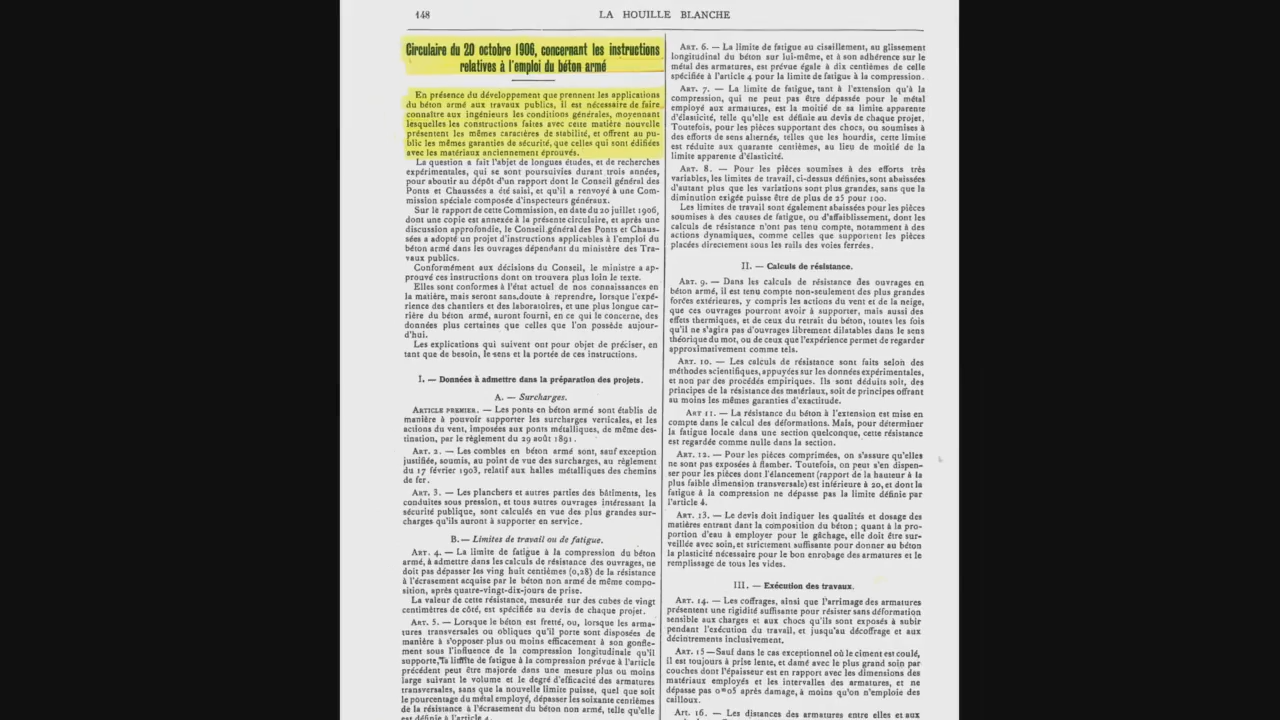 148
LA HOUILLE BLANCHE
Circulaire du 20 octobre 1906, concernant les instructions
relatives à l'emploi du béton armé
En présence du développement que prennent les applications
du béton armé aux travaux publics, il est nécessaire de faire
connaître aux ingénieurs les conditions générales, moyennant
lesquelles les constructions faites avec cette matière nouvelle
présentent les mêmes caractères de stabilité, et offrent au pu-
blic les mêmes garanties de sécurité, que celles qui sont édifiées
avec les matériaux anciennement éprouvés.
La question a fait l'objet de longues études, et de recherches
expérimentales, qui se sont poursuivies durant trois années,
pour aboutir au dépôt d'un rapport dont le Conseil général des
Ponts et Chaussées a été saisi, et qu'il a renvoyé à une Com-
mission spéciale composée d'inspecteurs généraux.
Sur le rapport de cette Commission, en date du 20 juillet 1906,
dont une copie est annexée à la présente circulaire, et après une
discussion approfondie, le Conseil général des Ponts et Chaus-
sées a adopté un projet d'instructions applicables à l'emploi du
béton armé dans les ouvrages dépendant du ministère des Tra-
vaux publics.
Conformément aux décisions du Conseil, le ministre a ap-
prouvé ces instructions dont on trouvera plus loin le texte.
Elles sont conformes à l'état actuel de nos connaissances en
la matière, mais seront sans doute à reprendre, lorsque l'expé-
rience des chantiers et des laboratoires, et une plus longue car-
rière du béton armé, auront fourni, en ce qui le concerne, des
données plus certaines que celles que l'on possède aujour-
d'hui.
Les explications qui suivent ont pour objet de préciser, en
tant que de besoin, le sens et la portée de ces instructions.
I. — Données à admettre dans la préparation des projets.
A. — Surcharges.
ARTICLE PREMIER. — Les ponts en béton armé sont établis de
manière à pouvoir supporter les surcharges verticales, et les
actions du vent, imposées aux ponts métalliques, de même des-
tination, par le règlement du 29 août 1891.
ART. 2. — Les combles en béton armé sont, sauf exception
justifiée, soumis, au point de vue des surcharges, au règlement
du 17 février 1903, relatif aux halles métalliques des chemins
de fer.
ART. 3. — Les planchers et autres parties des bâtiments, les
conduites sous pression, et tous autres ouvrages intéressant la
sécurité publique, sont calculés en vue des plus grandes sur-
charges qu'ils auront à supporter en service.
B. — Limites de travail ou de fatigue.
ART. 4. — La limite de fatigue à la compression du béton
armé, à admettre dans les calculs de résistance des ouvrages, ne
doit pas dépasser les ving huit centièmes (0,28) de la résistance
à l'écrasement acquise par le béton non armé de même compo-
sition, après quatre-vingt-dix-jours de prise.
La valeur de cette résistance, mesurée sur des cubes de vingt
centimètres de côté, est spécifiée au devis de chaque projet.
ART. 5. — Lorsque le béton est fretté, ou, lorsque les arma-
tures transversales ou obliques qu'il porte sont disposées de
manière à s'opposer plus ou moins efficacement à son gonfle-
ment sous l'influence de la compression longitudinale qu'il
supporte, la limite de fatigue à la compression prévue à l'article
précédent peut être majorée dans une mesure plus ou moins
large suivant le volume et le degré d'efficacité des armatures
transversales, sans que la nouvelle limite puisse, quel que soit
le pourcentage du métal employé, dépasser les soixante centièmes
de la résistance à l'écrasement du béton non armé, telle qu'elle
est définie à l'article 4.
ART. 6. — La limite de fatigue au cisaillement, au glissement
longitudinal du béton sur lui-même, et à son adhérence sur le
métal des armatures, est prévue égale à dix centièmes de celle
spécifiée à l'article 4 pour la limite de fatigue à la compression.
ART. 7. — La limite de fatigue, tant à l'extension qu'à la
compression, qui ne peut pas être dépassée pour le métal
employé aux armatures, est la moitié de sa limite apparente
d'élasticité, telle qu'elle est définie au devis de chaque projet.
Toutefois, pour les pièces supportant des chocs, ou soumises à
des efforts de sens alternés, telles que les hourdis, cette limite
est réduite aux quarante centièmes, au lieu de moitié de la
limite apparente d'élasticité.
ART. 8. — Pour les pièces soumises à des efforts très
variables, les limites de travail, ci-dessus définies, sont abaissées
d'autant plus que les variations sont plus grandes, sans que la
diminution exigée puisse être de plus de 25 pour 100.
Les limites de travail sont également abaissées pour les pièces
soumises à des causes de fatigue, ou d'affaiblissement, dont les
calculs de résistance n'ont pas tenu compte, notamment à des
actions dynamiques, comme celles que supportent les pièces
placées directement sous les rails des voies ferrées.
II. — Calculs de résistance.
ART. 9. — Dans les calculs de résistance des ouvrages en
béton armé, il est tenu compte non-seulement des plus grandes
forces extérieures, y compris les actions du vent et de la neige,
que ces ouvrages pourront avoir à supporter, mais aussi des
effets thermiques, et de ceux du retrait du béton, toutes les fois
qu'il ne s'agira pas d'ouvrages librement dilatables dans le sens
théorique du mot, ou de ceux que l'expérience permet de regarder
approximativement comme tels.
ART. 10. — Les calculs de résistance sont faits selon des
méthodes scientifiques, appuyées sur les données expérimentales,
et non par des procédés empiriques. Ils sont déduits soit, des
principes de la résistance des matériaux, soit de principes offrant
au moins les mêmes garanties d'exactitude.
ART 11. — La résistance du béton à l'extension est mise en
compte dans le calcul des déformations. Mais, pour déterminer
la fatigue locale dans une section quelconque, cette résistance
est regardée comme nulle dans la section.
ART. 12. — Pour les pièces comprimées, on s'assure qu'elles
ne sont pas exposées à flamber. Toutefois, on peut s'en dispen-
ser pour les pièces dont l'élancement (rapport de la hauteur à la
plus faible dimension transversale) est inférieure à 20, et dont la
fatigue à la compression ne dépasse pas la limite définie par
l'article 4.
ART. 13. — Le devis doit indiquer les qualités et dosage des
matières entrant dans la composition du béton ; quant à la pro-
portion d'eau à employer pour le gâchage, elle doit être sur-
veillée avec soin, et strictement suffisante pour donner au béton
la plasticité nécessaire pour le bon enrobage des armatures et le
remplissage de tous les vides.
III. — Exécution des travaux.
ART. 14. — Les coffrages, ainsi que l'arrimage des armatures
présentent une rigidité suffisante pour résister sans déformation
sensible aux charges et aux chocs qu'ils sont exposés à subir
pendant l'exécution du travail, et jusqu'au décoffrage et aux
décintrements inclusivement.
ART. 15 — Sauf dans le cas exceptionnel où le ciment est coulé,
il est toujours à prise lente, et damé avec le plus grand soin par
couches dont l'épaisseur est en rapport avec les dimensions des
matériaux employés et les intervalles des armatures, et ne
dépasse pas 0ᵐ05 après damage, à moins qu'on n'emploie des
cailloux.
ART. 16. — Les distances des armatures entre elles et aux